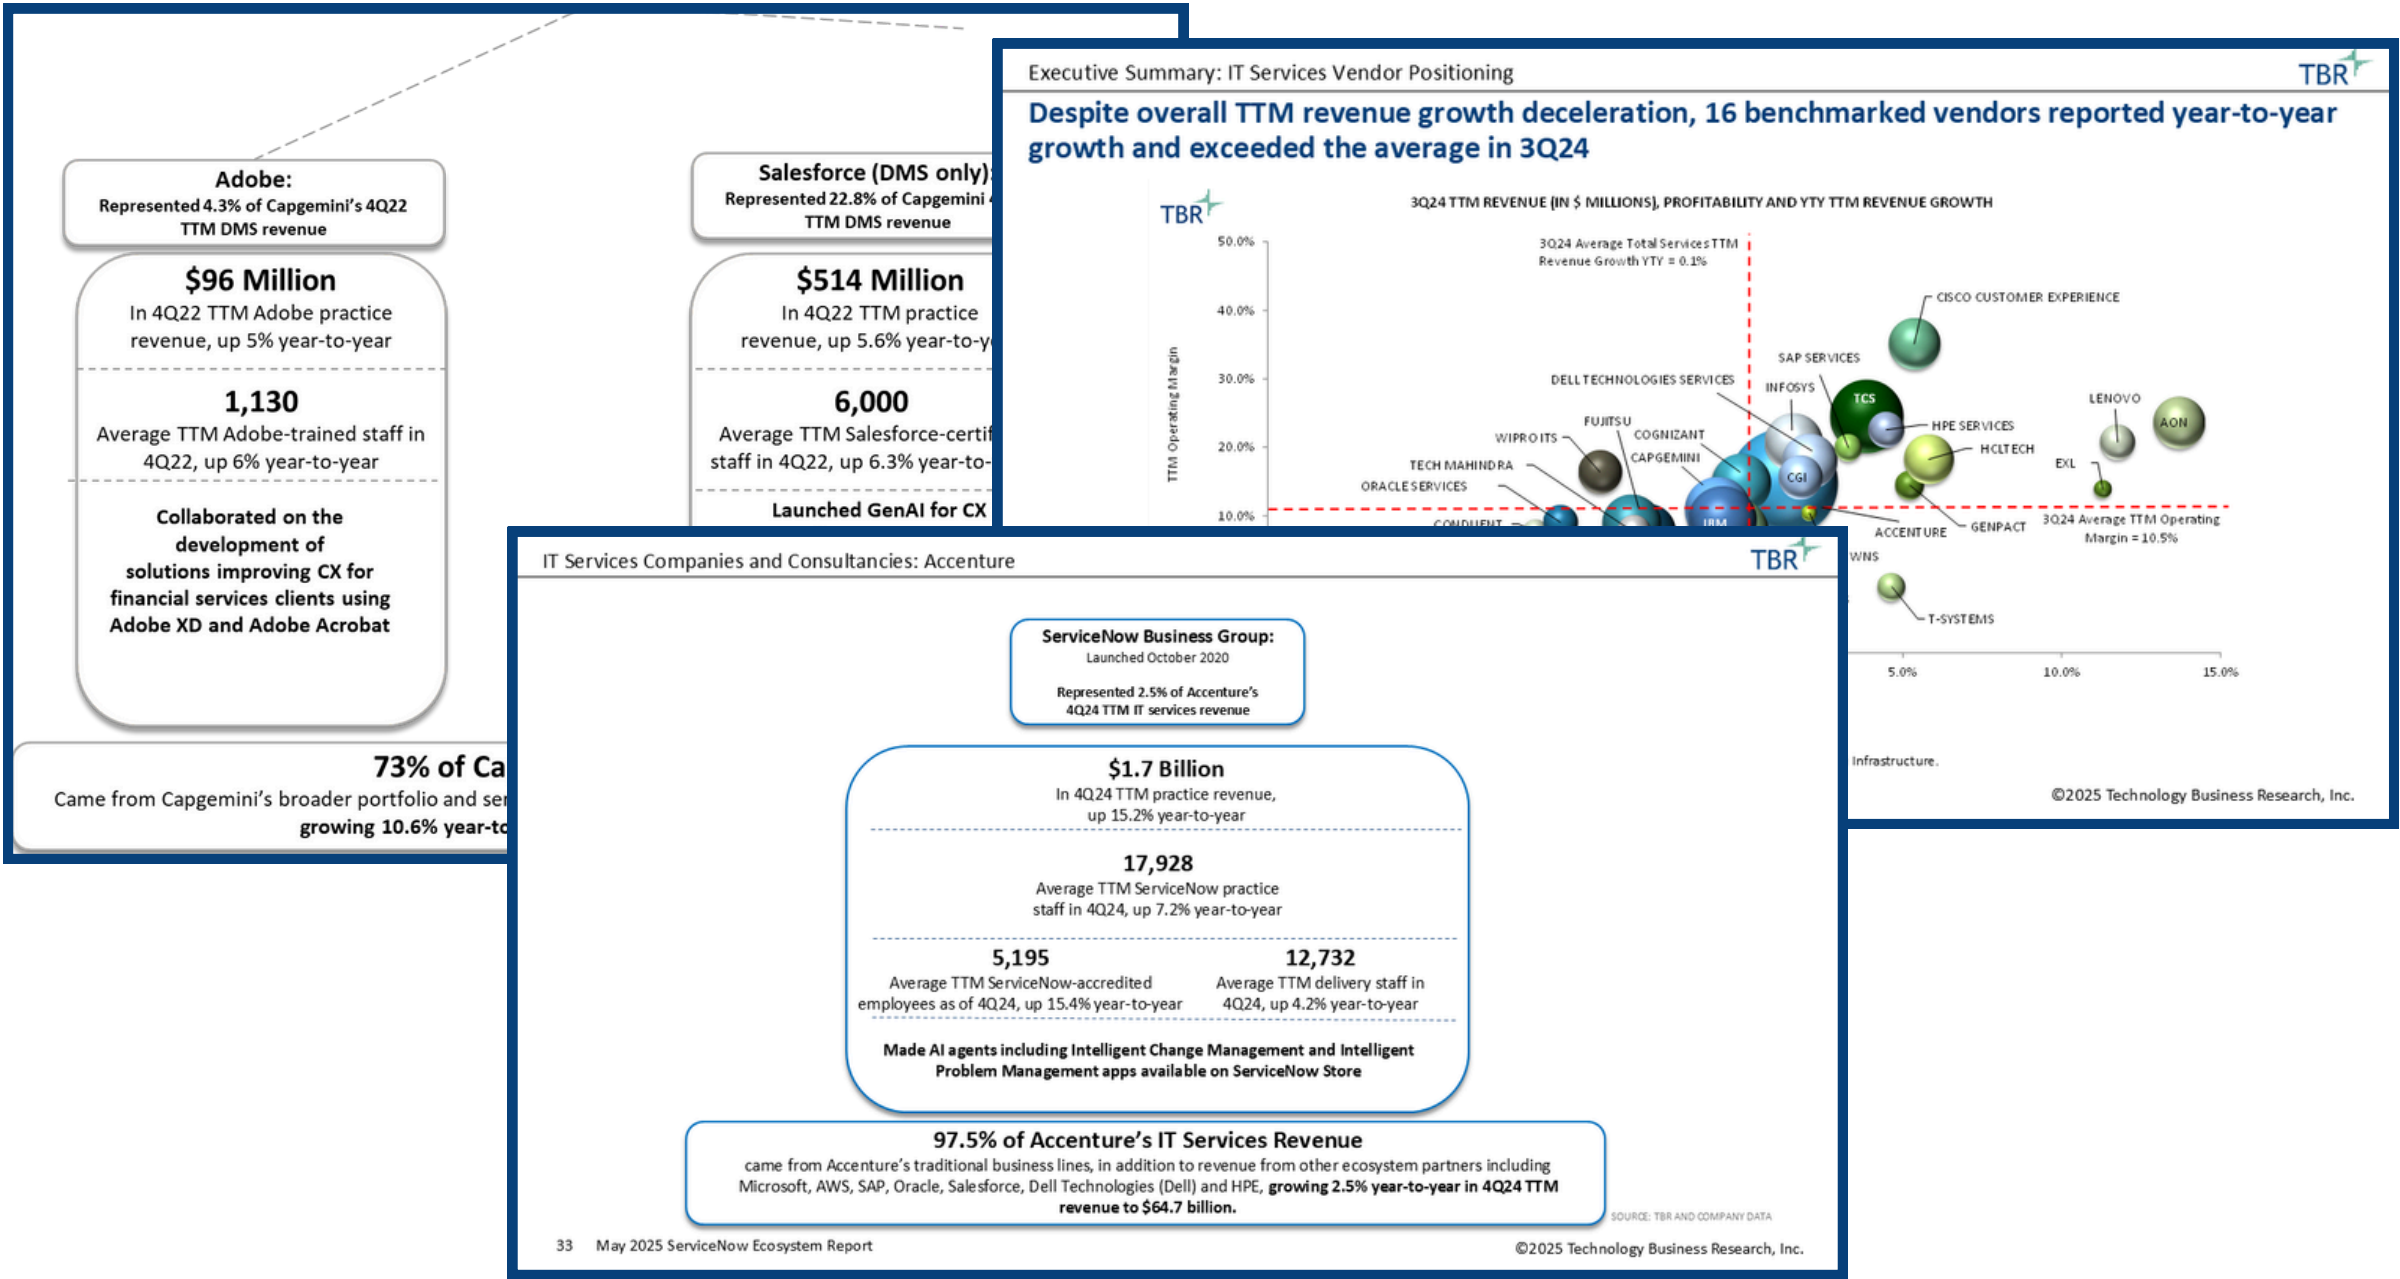 Adobe:
Represented 4.3% of Capgemini's 4Q22
TTM DMS revenue
$96 Million
In 4Q22 TTM Adobe practice
revenue, up 5% year-to-year
1,130
Average TTM Adobe-trained staff in
4Q22, up 6% year-to-year
Collaborated on the
development of
solutions improving CX for
financial services clients using
Adobe XD and Adobe Acrobat
Salesforce (DMS only):
Represented 22.8% of Capgemini
TTM DMS revenue
$514 Million
In 4Q22 TTM practice
revenue, up 5.6% year-to-y
6,000
Average TTM Salesforce-certif
staff in 4Q22, up 6.3% year-to-
Launched GenAI for CX
73% of Ca
Came from Capgemini's broader portfolio and ser
growing 10.6% year-to
Executive Summary: IT Services Vendor Positioning
TBR
Despite overall TTM revenue growth deceleration, 16 benchmarked vendors reported year-to-year
growth and exceeded the average in 3Q24
TBR
3Q24 TTM REVENUE (IN $ MILLIONS), PROFITABILITY AND YTY TTM REVENUE GROWTH
3Q24 Average Total Services TTM
Revenue Growth YTY = 0.1%
TTM Operating Margin
50.0%
40.0%
30.0%
20.0%
10.0%
CISCO CUSTOMER EXPERIENCE
SAP SERVICES
DELL TECHNOLOGIES SERVICES
INFOSYS
TCS
LENOVO
AON
FUJITSU
HPE SERVICES
WIPRO ITS
COGNIZANT
HCLTECH
CAPGEMINI
TECH MAHINDRA
EXL
CGI
ORACLE SERVICES
CONDUENT
IBM
ACCENTURE
GENPACT
3Q24 Average TTM Operating
Margin = 10.5%
WNS
T-SYSTEMS
5.0%
10.0%
15.0%
Infrastructure.
©2025 Technology Business Research, Inc.
IT Services Companies and Consultancies: Accenture
TBR
ServiceNow Business Group:
Launched October 2020
Represented 2.5% of Accenture's
4Q24 TTM IT services revenue
$1.7 Billion
In 4Q24 TTM practice revenue,
up 15.2% year-to-year
17,928
Average TTM ServiceNow practice
staff in 4Q24, up 7.2% year-to-year
5,195
Average TTM ServiceNow-accredited
employees as of 4Q24, up 15.4% year-to-year
12,732
Average TTM delivery staff in
4Q24, up 4.2% year-to-year
Made AI agents including Intelligent Change Management and Intelligent
Problem Management apps available on ServiceNow Store
97.5% of Accenture's IT Services Revenue
came from Accenture's traditional business lines, in addition to revenue from other ecosystem partners including
Microsoft, AWS, SAP, Oracle, Salesforce, Dell Technologies (Dell) and HPE, growing 2.5% year-to-year in 4Q24 TTM
revenue to $64.7 billion.
SOURCE: TBR AND COMPANY DATA
33 May 2025 ServiceNow Ecosystem Report
©2025 Technology Business Research, Inc.